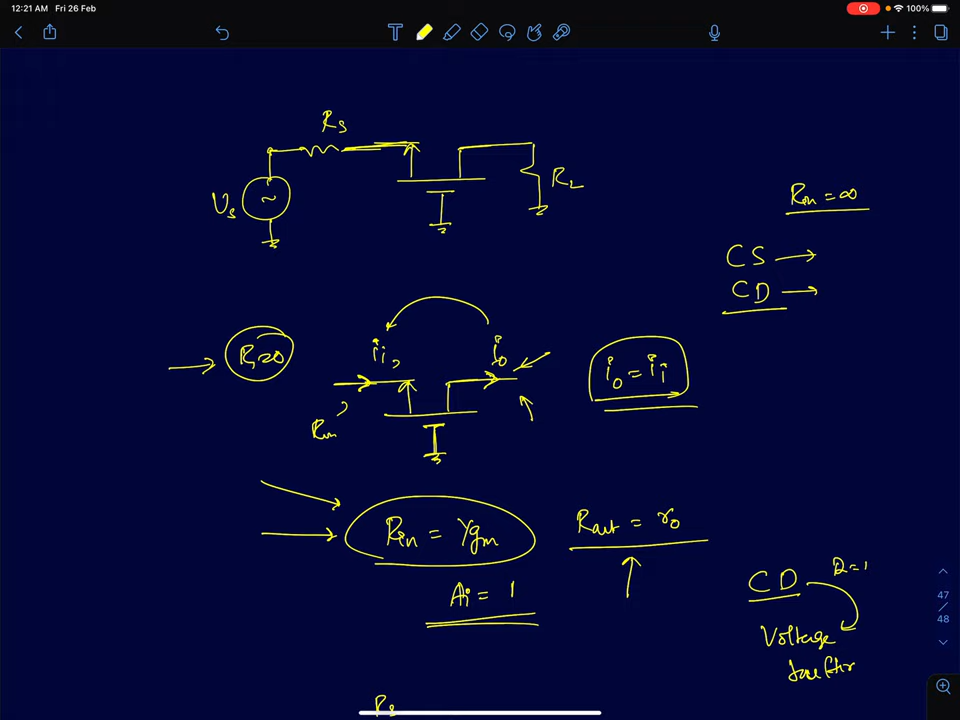 12:21 AM Fri 26 Feb
100%
Rs
Vs
RL
Rin = ∞
CS →
CD →
ii
io
io = ii
Rin
Rin = 1/gm
Rout = ro
Ai = 1
CD
Voltage
47
/
48
Rs